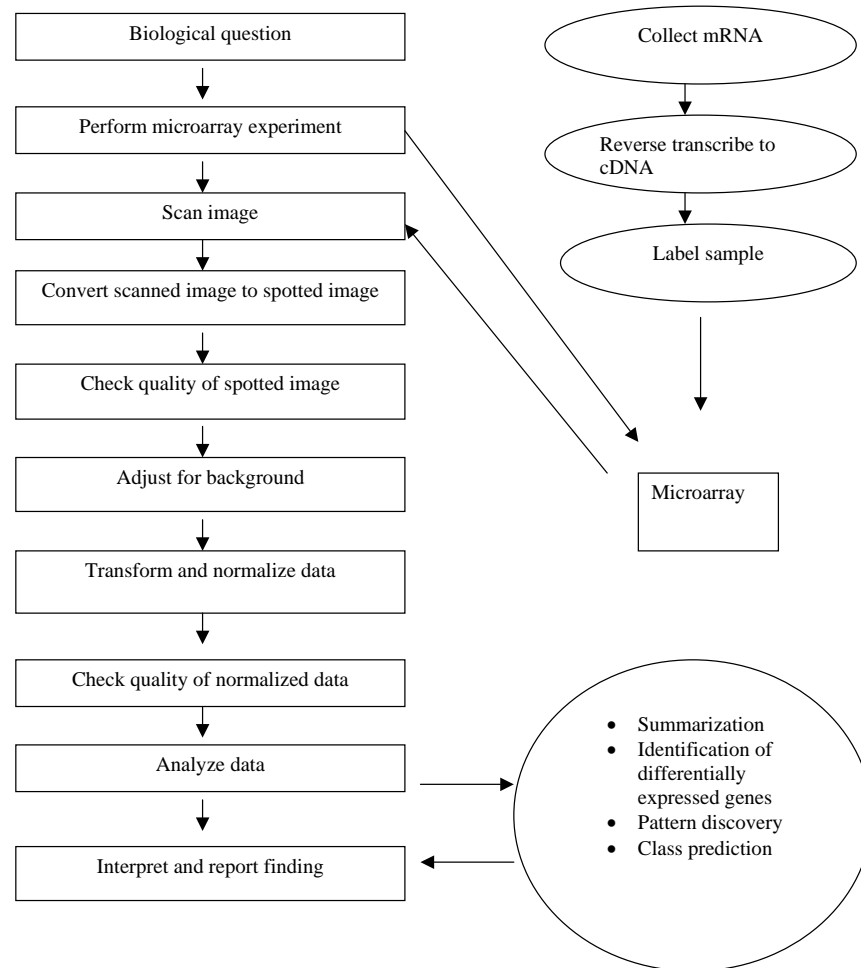 Biological question
Perform microarray experiment
Scan image
Convert scanned image to spotted image
Check quality of spotted image
Adjust for background
Transform and normalize data
Check quality of normalized data
Analyze data
Interpret and report finding
Collect mRNA
Reverse transcribe to
cDNA
Label sample
Microarray
• Summarization
• Identification of
differentially
expressed genes
• Pattern discovery
• Class prediction